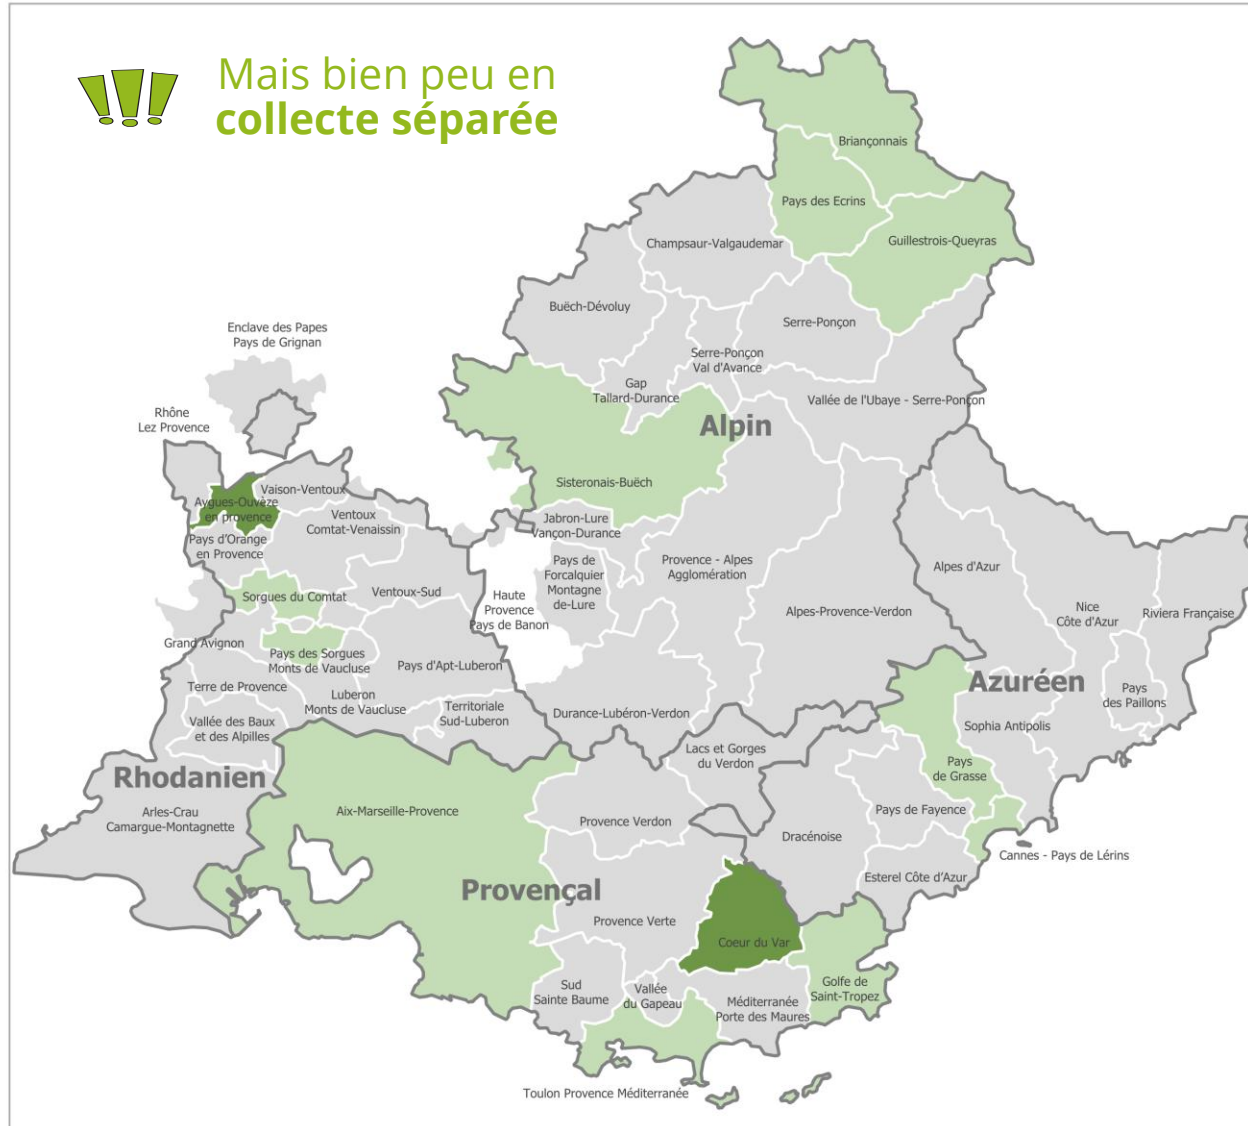 Mais bien peu en
collecte séparée
Briançonnais
Pays des Ecrins
Guillestrois-Queyras
Champsaur-Valgaudemar
Buëch-Dévoluy
Serre-Ponçon
Enclave des Papes
Pays de Grignan
Serre-Ponçon
Val d'Avance
Gap
Tallard-Durance
Vallée de l'Ubaye - Serre-Ponçon
Rhône
Lez Provence
Alpin
Sisteronais-Buëch
Vaison-Ventoux
Aygues-Ouvèze
en provence
Ventoux
Comtat-Venaissin
Jabron-Lure
Vançon-Durance
Pays d'Orange
en Provence
Pays de
Forcalquier
Montagne
de-Lure
Provence - Alpes
Agglomération
Alpes d'Azur
Haute
Provence
Pays de Banon
Sorgues du Comtat
Ventoux-Sud
Alpes-Provence-Verdon
Nice
Côte d'Azur
Riviera Française
Grand Avignon
Pays des Sorgues
Monts de Vaucluse
Pays d'Apt-Luberon
Terre de Provence
Luberon
Monts de Vaucluse
Azuréen
Pays
des Paillons
Vallée des Baux
et des Alpilles
Territoriale
Sud-Luberon
Durance-Lubéron-Verdon
Sophia Antipolis
Lacs et Gorges
du Verdon
Pays
de Grasse
Rhodanien
Arles-Crau
Camargue-Montagnette
Aix-Marseille-Provence
Provence Verdon
Pays de Fayence
Dracénoise
Cannes - Pays de Lérins
Esterel Côte d'Azur
Provençal
Provence Verte
Coeur du Var
Sud
Sainte Baume
Vallée
du Gapeau
Méditerranée
Porte des Maures
Golfe de
Saint-Tropez
Toulon Provence Méditerranée